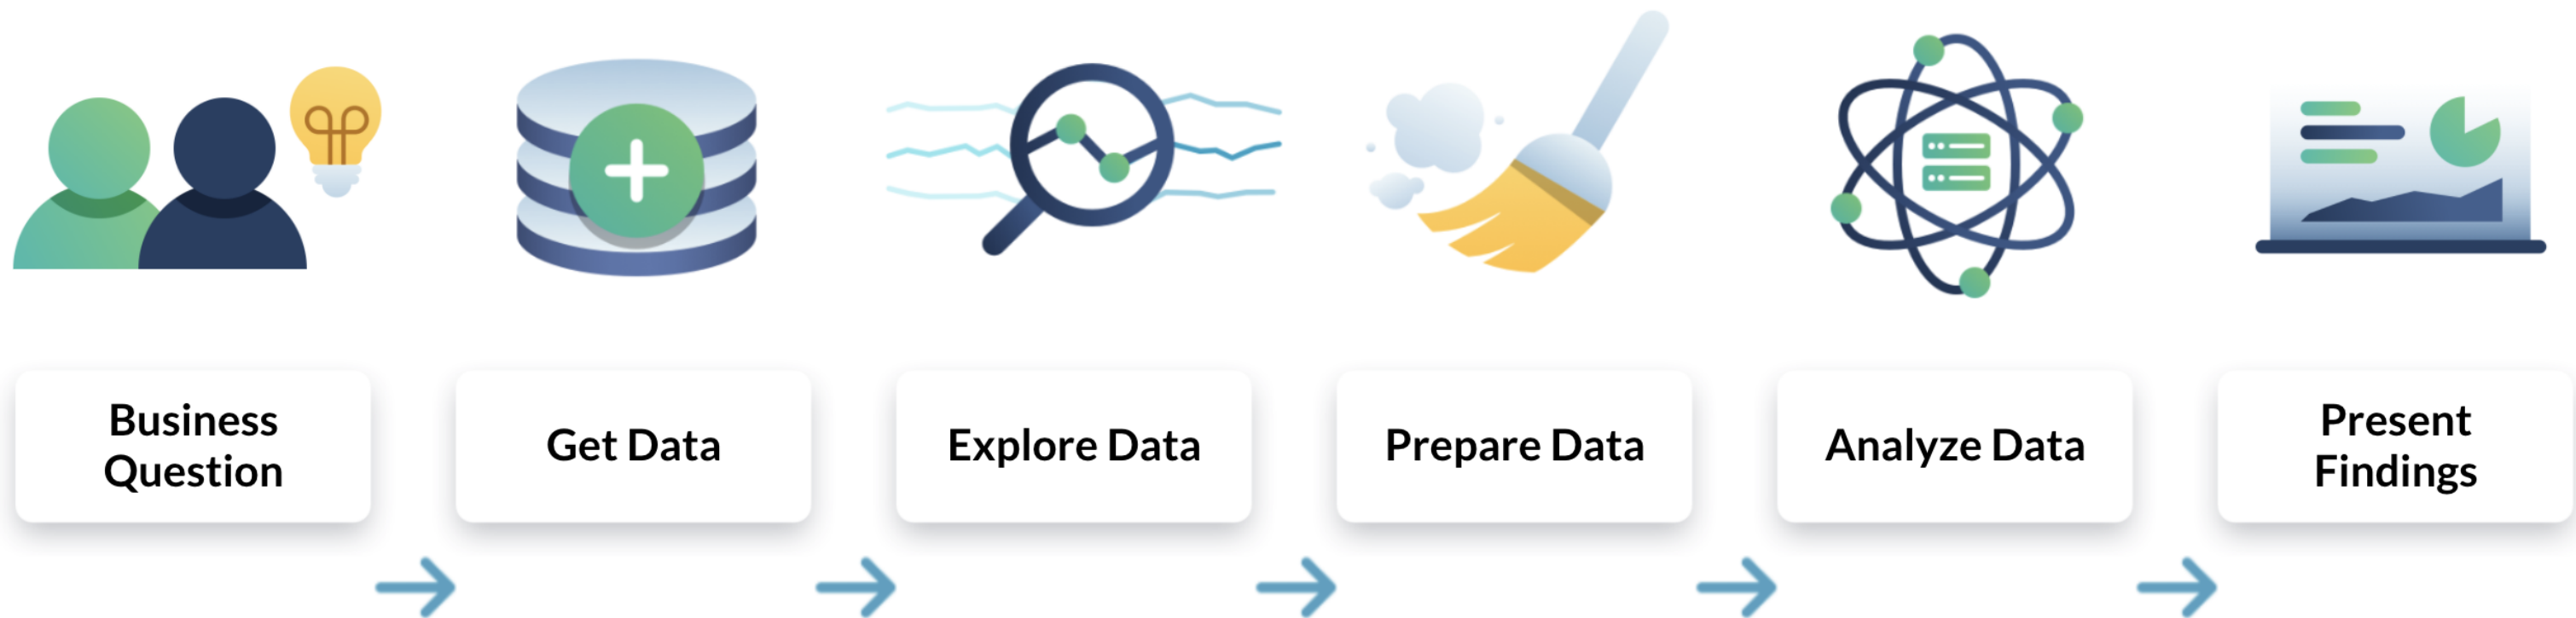 Business
Question
Get Data
Explore Data
Prepare Data
Analyze Data
Present
Findings